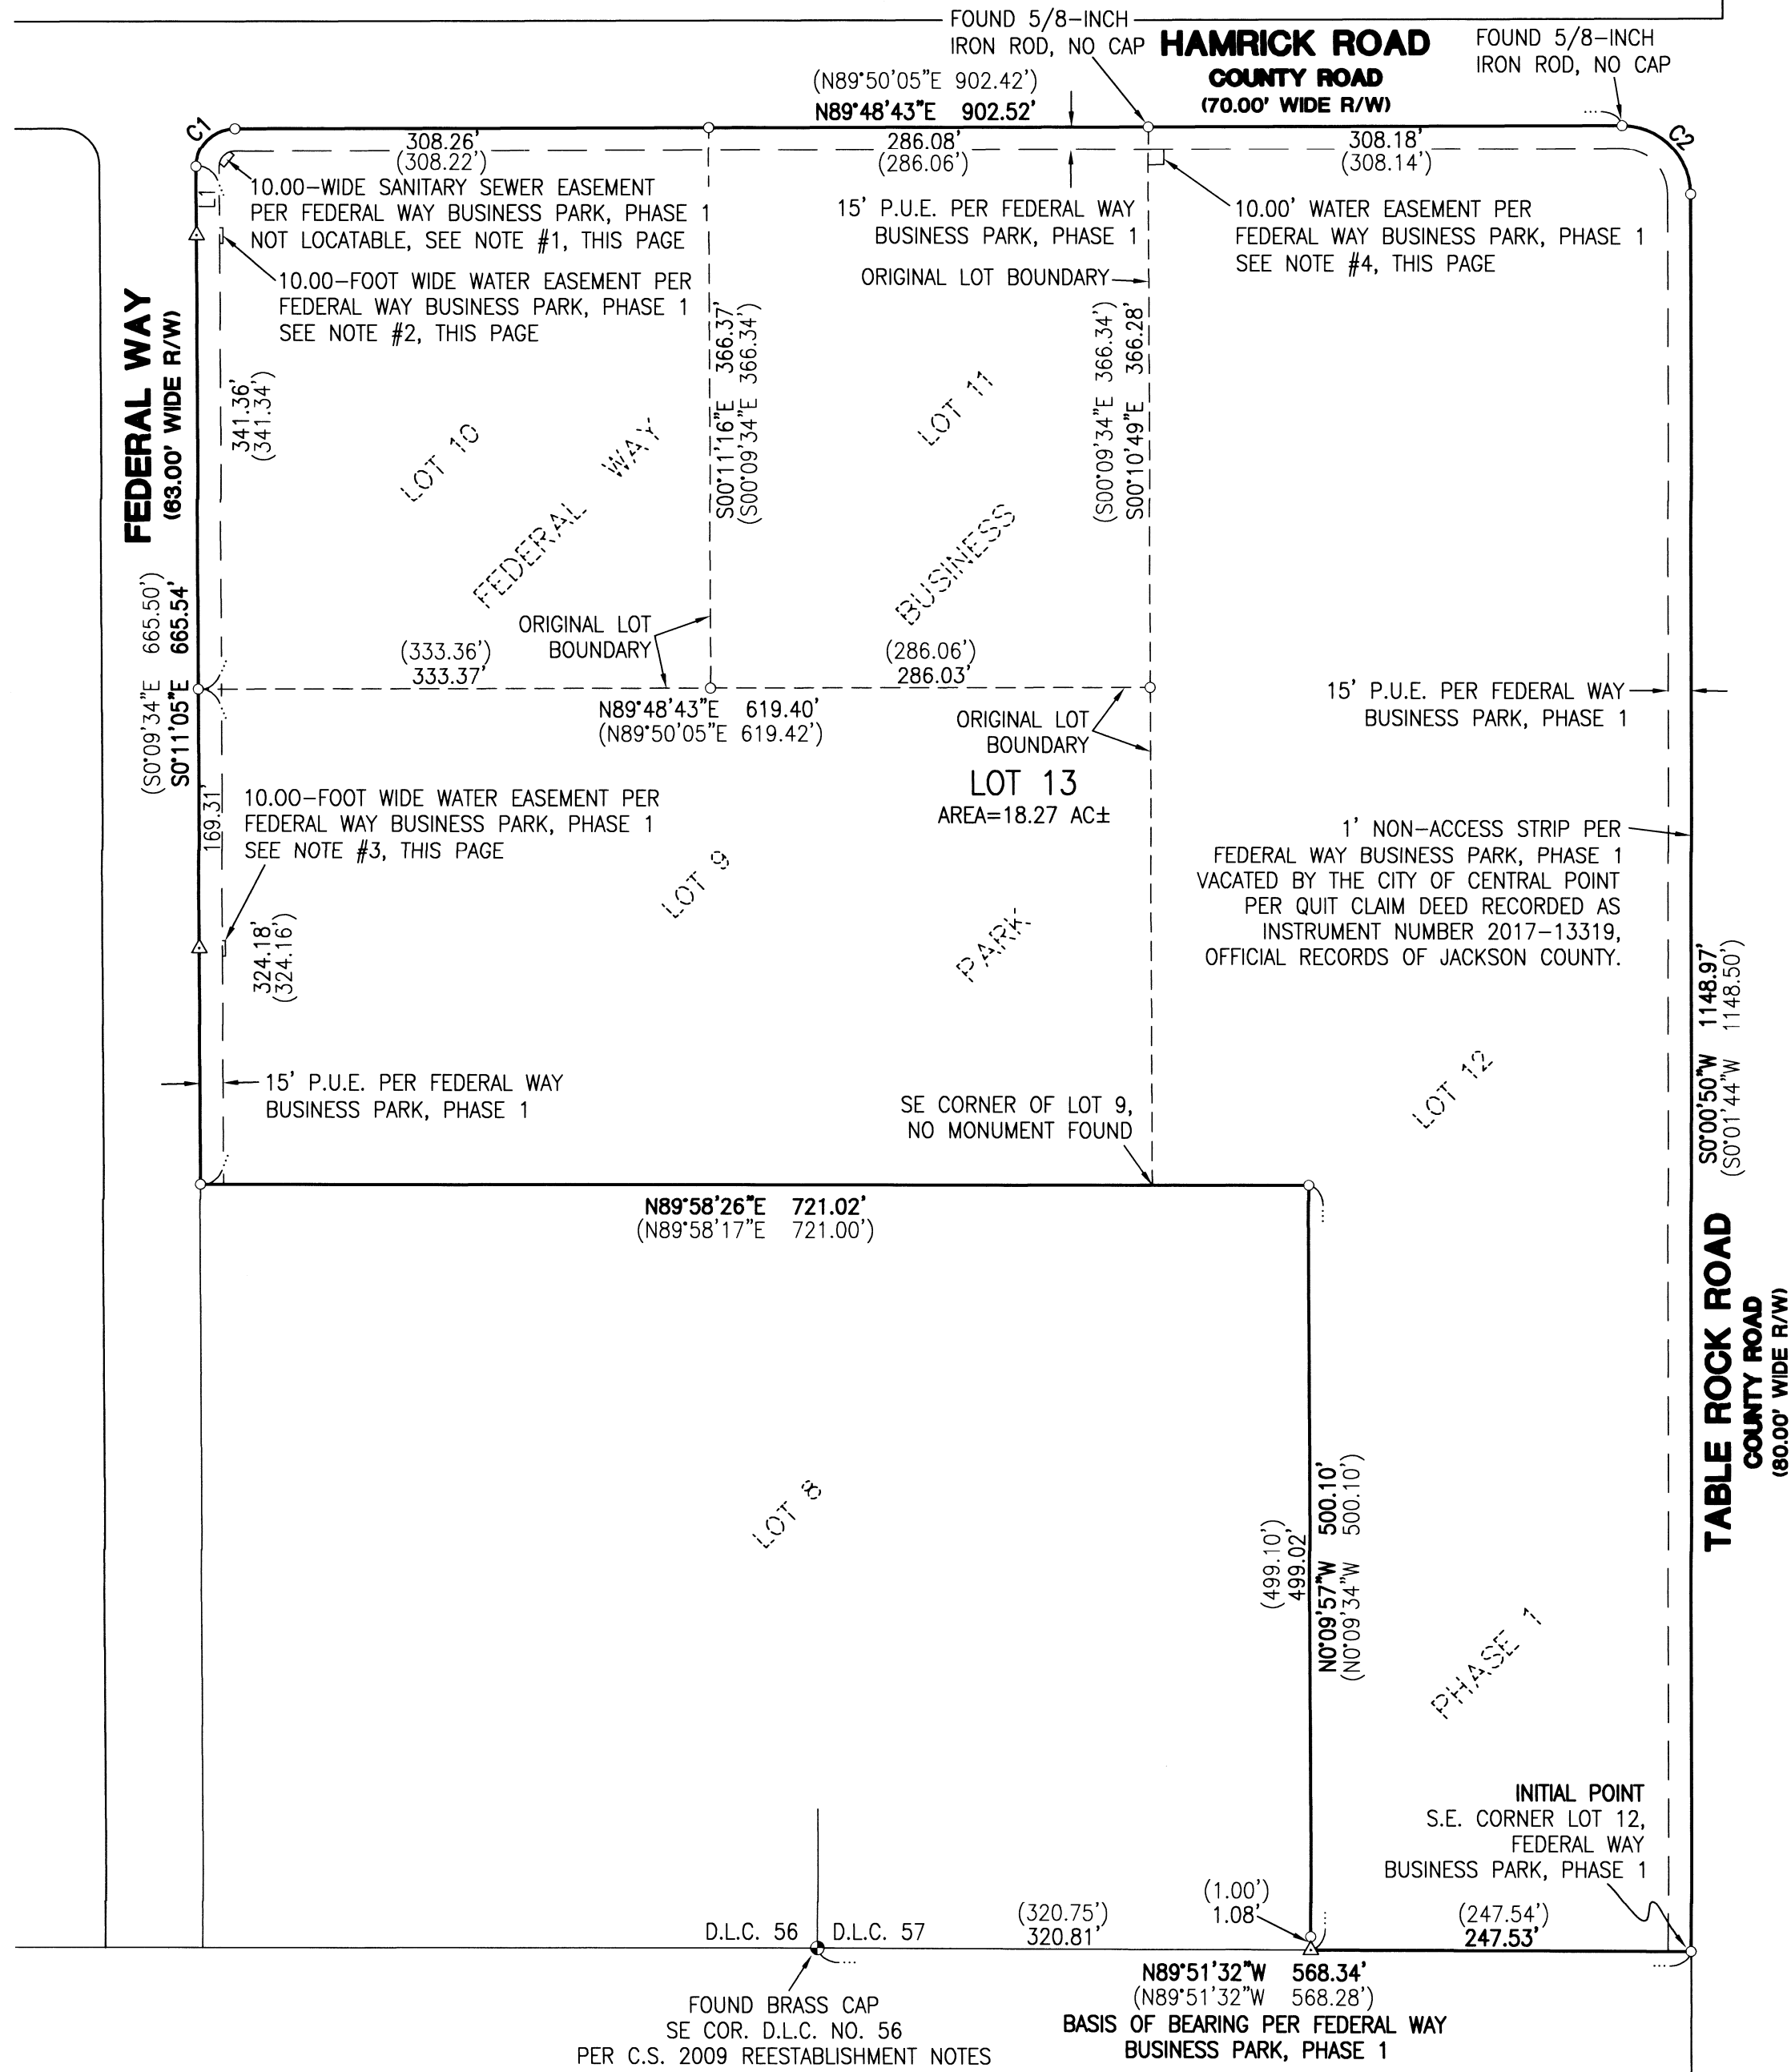 FOUND 5/8-INCH
IRON ROD, NO CAP
HAMRICK ROAD
COUNTY ROAD
(70.00' WIDE R/W)
FOUND 5/8-INCH
IRON ROD, NO CAP
(N89°50'05"E 902.42')
N89°48'43"E 902.52'
C1
308.26'
(308.22')
286.08'
(286.06')
308.18'
(308.14')
C2
L1
10.00-WIDE SANITARY SEWER EASEMENT
PER FEDERAL WAY BUSINESS PARK, PHASE 1
NOT LOCATABLE, SEE NOTE #1, THIS PAGE
15' P.U.E. PER FEDERAL WAY
BUSINESS PARK, PHASE 1
10.00' WATER EASEMENT PER
FEDERAL WAY BUSINESS PARK, PHASE 1
SEE NOTE #4, THIS PAGE
ORIGINAL LOT BOUNDARY
10.00-FOOT WIDE WATER EASEMENT PER
FEDERAL WAY BUSINESS PARK, PHASE 1
SEE NOTE #2, THIS PAGE
FEDERAL WAY
(63.00' WIDE R/W)
341.36'
(341.34')
S00°11'16"E 366.37'
(S00°09'34"E 366.34')
(S00°09'34"E 366.34')
S00°10'49"E 366.28'
LOT 10
LOT 11
FEDERAL WAY
BUSINESS
(S0°09'34"E 665.50')
S0°11'05"E 665.54'
ORIGINAL LOT
BOUNDARY
(333.36')
333.37'
(286.06')
286.03'
N89°48'43"E 619.40'
(N89°50'05"E 619.42')
ORIGINAL LOT
BOUNDARY
15' P.U.E. PER FEDERAL WAY
BUSINESS PARK, PHASE 1
LOT 13
AREA=18.27 AC±
169.31'
10.00-FOOT WIDE WATER EASEMENT PER
FEDERAL WAY BUSINESS PARK, PHASE 1
SEE NOTE #3, THIS PAGE
1' NON-ACCESS STRIP PER
FEDERAL WAY BUSINESS PARK, PHASE 1
VACATED BY THE CITY OF CENTRAL POINT
PER QUIT CLAIM DEED RECORDED AS
INSTRUMENT NUMBER 2017-13319,
OFFICIAL RECORDS OF JACKSON COUNTY.
LOT 9
PARK
324.18'
(324.16')
S0°00'50"W 1148.97'
(S0°01'44"W 1148.50')
15' P.U.E. PER FEDERAL WAY
BUSINESS PARK, PHASE 1
SE CORNER OF LOT 9,
NO MONUMENT FOUND
LOT 12
N89°58'26"E 721.02'
(N89°58'17"E 721.00')
TABLE ROCK ROAD
COUNTY ROAD
(80.00' WIDE R/W)
LOT 8
(499.10')
499.02'
N0°09'57"W 500.10'
(N0°09'34"W 500.10')
PHASE 1
INITIAL POINT
S.E. CORNER LOT 12,
FEDERAL WAY
BUSINESS PARK, PHASE 1
(1.00')
1.08'
D.L.C. 56
D.L.C. 57
(320.75')
320.81'
(247.54')
247.53'
N89°51'32"W 568.34'
(N89°51'32"W 568.28')
BASIS OF BEARING PER FEDERAL WAY
BUSINESS PARK, PHASE 1
FOUND BRASS CAP
SE COR. D.L.C. NO. 56
PER C.S. 2009 REESTABLISHMENT NOTES